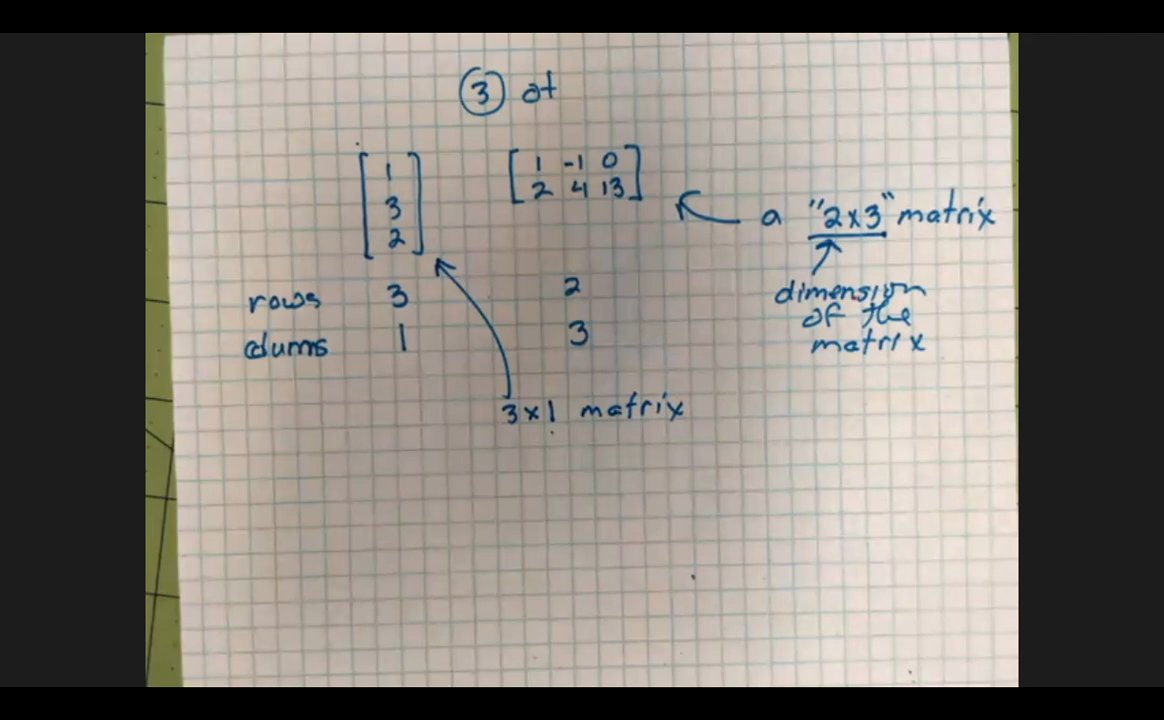 3 at
[1 3 2] [1 -1 0
2 4 13]
a "2x3" matrix
rows 3 2
colums 1 3
dimension
of the
matrix
3x1 matrix